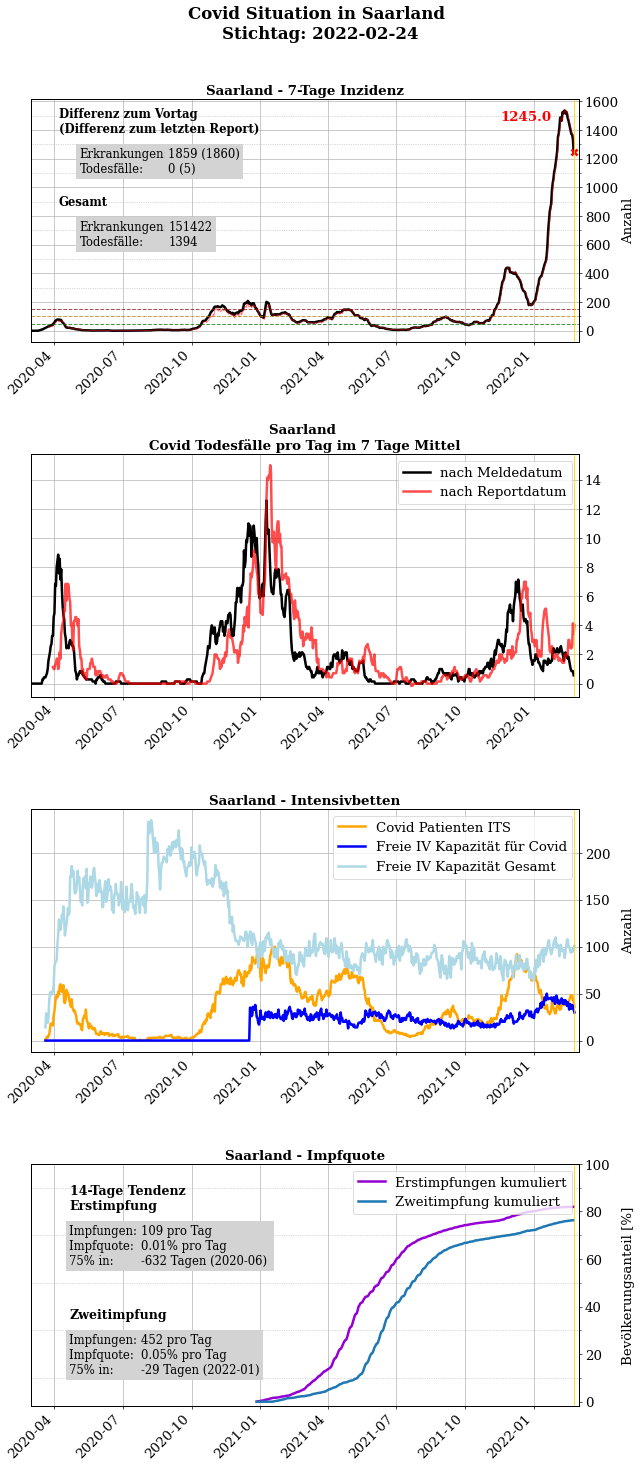 Covid Situation in Saarland
Stichtag: 2022-02-24
Saarland - 7-Tage Inzidenz
Differenz zum Vortag
(Differenz zum letzten Report)
Erkrankungen 1859 (1860)
Todesfälle: 0 (5)
Gesamt
Erkrankungen 151422
Todesfälle: 1394
1245.0
1600
1400
1200
1000
800
600
400
200
0
Anzahl
2020-04
2020-07
2020-10
2021-01
2021-04
2021-07
2021-10
2022-01
Saarland
Covid Todesfälle pro Tag im 7 Tage Mittel
nach Meldedatum
nach Reportdatum
14
12
10
8
6
4
2
0
2020-04
2020-07
2020-10
2021-01
2021-04
2021-07
2021-10
2022-01
Saarland - Intensivbetten
Covid Patienten ITS
Freie IV Kapazität für Covid
Freie IV Kapazität Gesamt
200
150
100
50
0
Anzahl
2020-04
2020-07
2020-10
2021-01
2021-04
2021-07
2021-10
2022-01
Saarland - Impfquote
14-Tage Tendenz
Erstimpfung
Impfungen: 109 pro Tag
Impfquote: 0.01% pro Tag
75% in: -632 Tagen (2020-06)
Zweitimpfung
Impfungen: 452 pro Tag
Impfquote: 0.05% pro Tag
75% in: -29 Tagen (2022-01)
Erstimpfungen kumuliert
Zweitimpfung kumuliert
100
80
60
40
20
0
Bevölkerungsanteil [%]
2020-04
2020-07
2020-10
2021-01
2021-04
2021-07
2021-10
2022-01